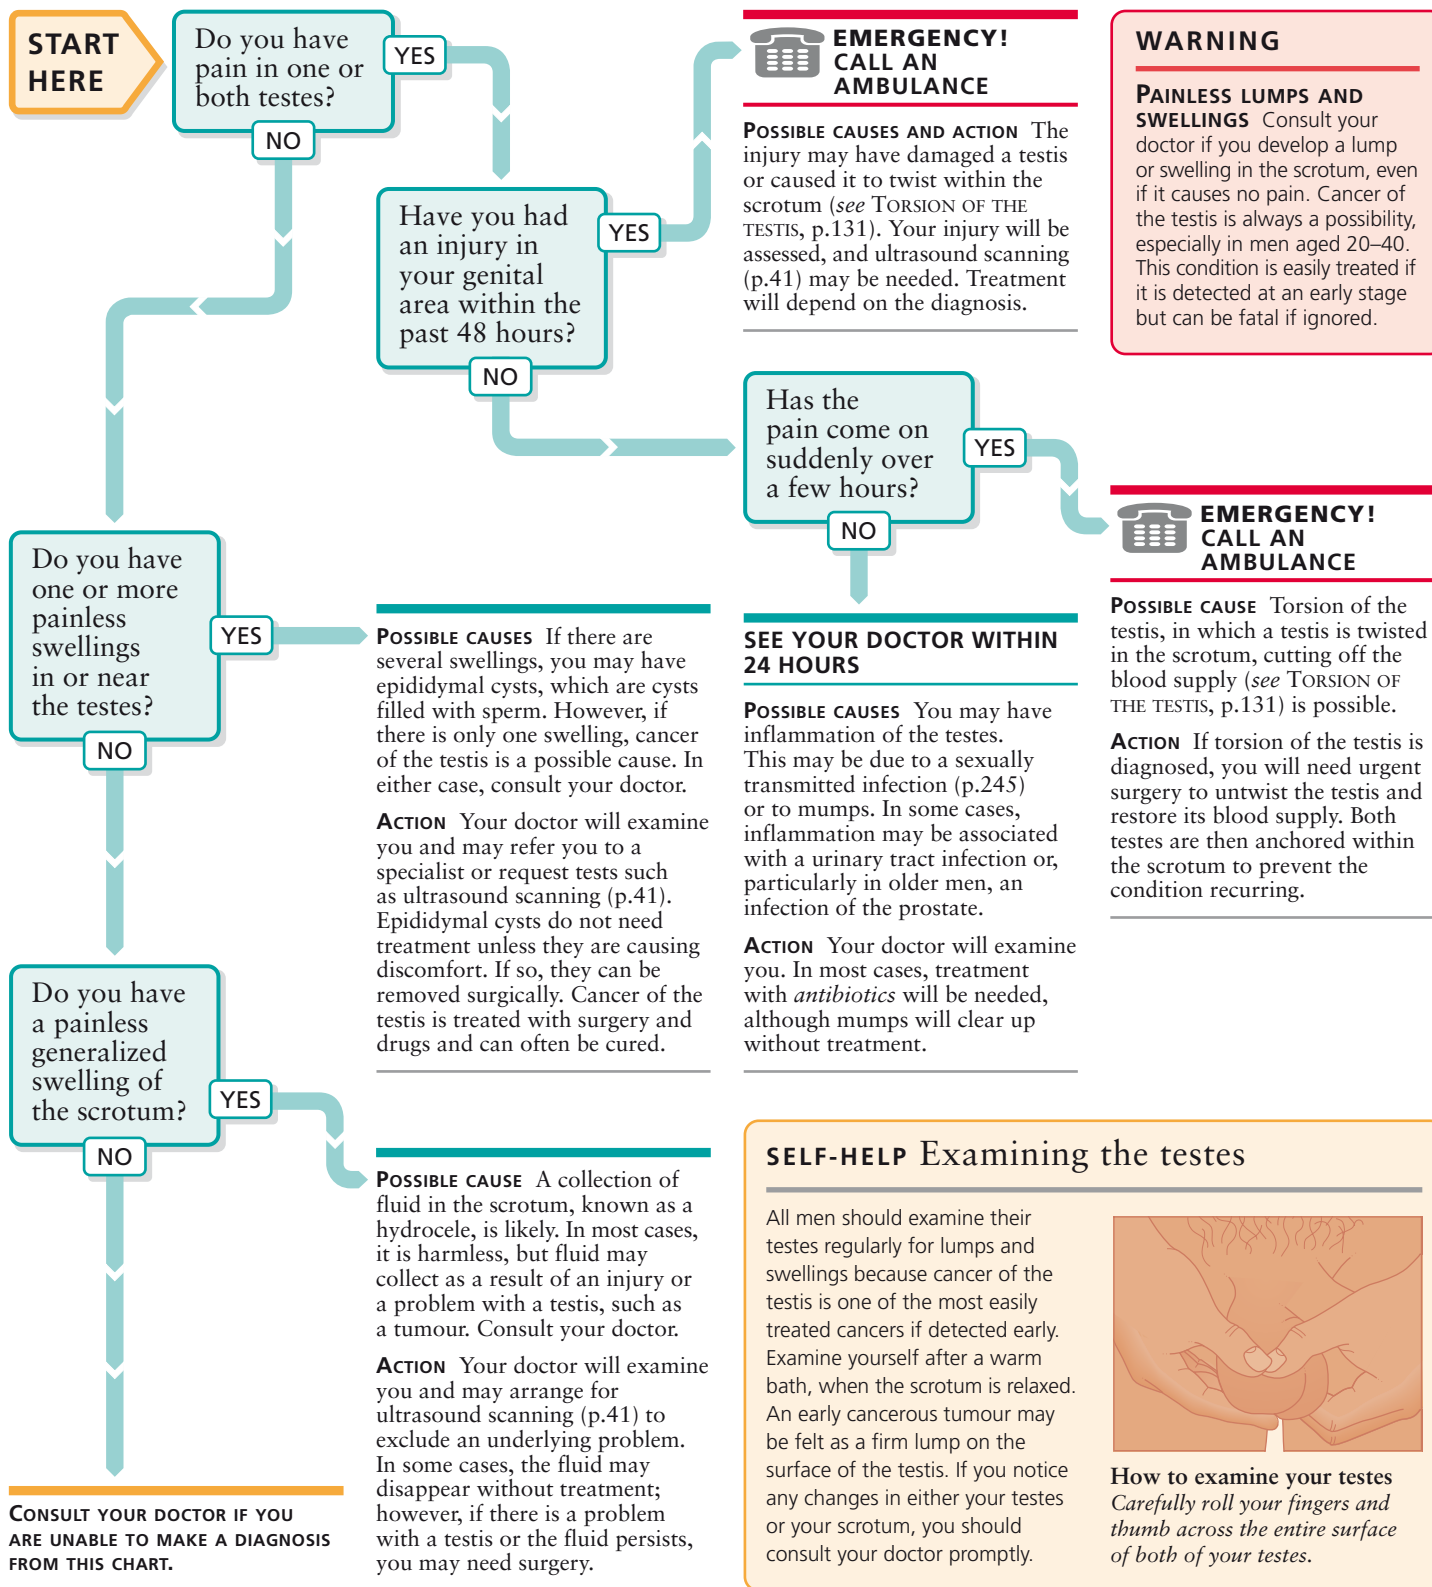 START
HERE
Do you have
pain in one or
both testes?
YES
NO
Have you had
an injury in
your genital
area within the
past 48 hours?
YES
NO
EMERGENCY!
CALL AN
AMBULANCE
POSSIBLE CAUSES AND ACTION The
injury may have damaged a testis
or caused it to twist within the
scrotum (see TORSION OF THE
TESTIS, p.131). Your injury will be
assessed, and ultrasound scanning
(p.41) may be needed. Treatment
will depend on the diagnosis.
WARNING
PAINLESS LUMPS AND
SWELLINGS Consult your
doctor if you develop a lump
or swelling in the scrotum, even
if it causes no pain. Cancer of
the testis is always a possibility,
especially in men aged 20–40.
This condition is easily treated if
it is detected at an early stage
but can be fatal if ignored.
Has the
pain come on
suddenly over
a few hours?
YES
NO
EMERGENCY!
CALL AN
AMBULANCE
POSSIBLE CAUSE Torsion of the
testis, in which a testis is twisted
in the scrotum, cutting off the
blood supply (see TORSION OF
THE TESTIS, p.131) is possible.
ACTION If torsion of the testis is
diagnosed, you will need urgent
surgery to untwist the testis and
restore its blood supply. Both
testes are then anchored within
the scrotum to prevent the
condition recurring.
SEE YOUR DOCTOR WITHIN
24 HOURS
POSSIBLE CAUSES You may have
inflammation of the testes.
This may be due to a sexually
transmitted infection (p.245)
or to mumps. In some cases,
inflammation may be associated
with a urinary tract infection or,
particularly in older men, an
infection of the prostate.
ACTION Your doctor will examine
you. In most cases, treatment
with antibiotics will be needed,
although mumps will clear up
without treatment.
Do you have
one or more
painless
swellings
in or near
the testes?
YES
NO
POSSIBLE CAUSES If there are
several swellings, you may have
epididymal cysts, which are cysts
filled with sperm. However, if
there is only one swelling, cancer
of the testis is a possible cause. In
either case, consult your doctor.
ACTION Your doctor will examine
you and may refer you to a
specialist or request tests such
as ultrasound scanning (p.41).
Epididymal cysts do not need
treatment unless they are causing
discomfort. If so, they can be
removed surgically. Cancer of the
testis is treated with surgery and
drugs and can often be cured.
Do you have
a painless
generalized
swelling of
the scrotum?
YES
NO
POSSIBLE CAUSE A collection of
fluid in the scrotum, known as a
hydrocele, is likely. In most cases,
it is harmless, but fluid may
collect as a result of an injury or
a problem with a testis, such as
a tumour. Consult your doctor.
ACTION Your doctor will examine
you and may arrange for
ultrasound scanning (p.41) to
exclude an underlying problem.
In some cases, the fluid may
disappear without treatment;
however, if there is a problem
with a testis or the fluid persists,
you may need surgery.
CONSULT YOUR DOCTOR IF YOU
ARE UNABLE TO MAKE A DIAGNOSIS
FROM THIS CHART.
SELF-HELP Examining the testes
All men should examine their
testes regularly for lumps and
swellings because cancer of the
testis is one of the most easily
treated cancers if detected early.
Examine yourself after a warm
bath, when the scrotum is relaxed.
An early cancerous tumour may
be felt as a firm lump on the
surface of the testis. If you notice
any changes in either your testes
or your scrotum, you should
consult your doctor promptly.
How to examine your testes
Carefully roll your fingers and
thumb across the entire surface
of both of your testes.